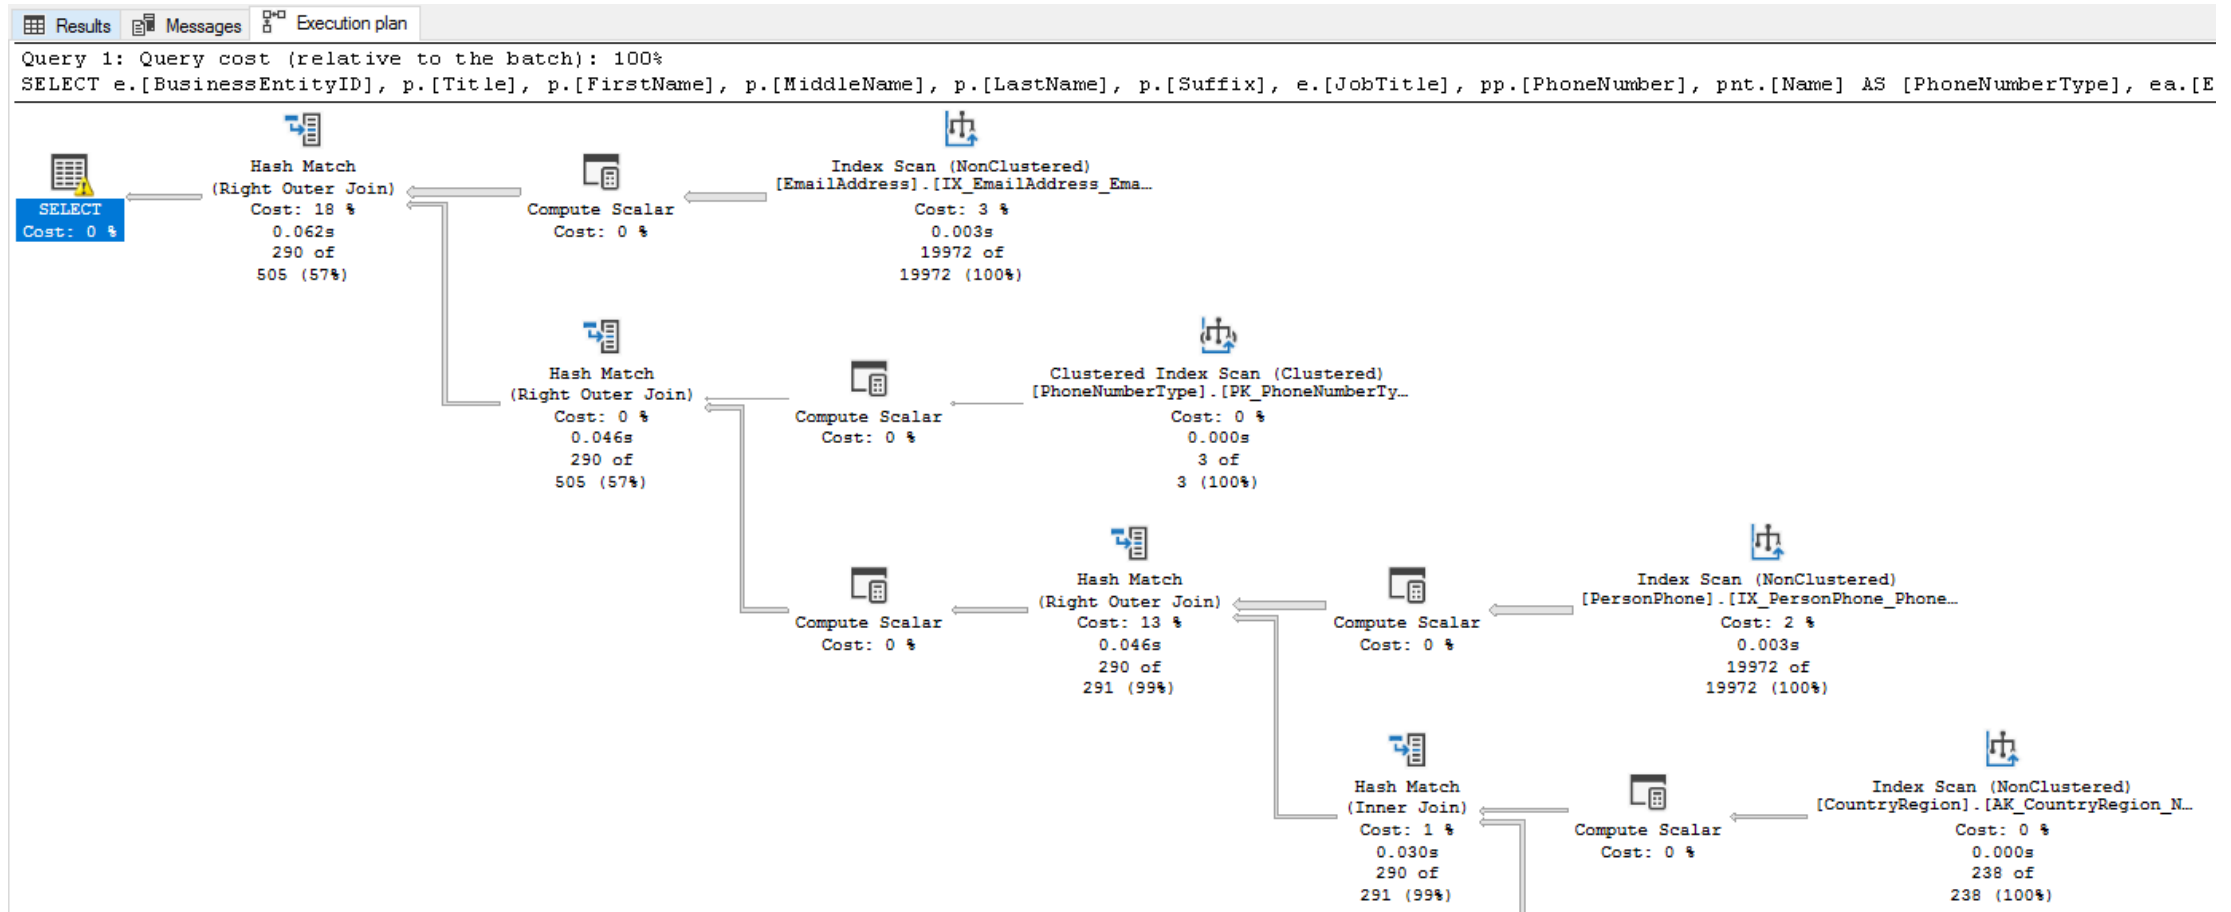 Results Messages Execution plan
Query 1: Query cost (relative to the batch): 100%
SELECT e.[BusinessEntityID], p.[Title], p.[FirstName], p.[MiddleName], p.[LastName], p.[Suffix], e.[JobTitle], pp.[PhoneNumber], pnt.[Name] AS [PhoneNumberType], ea.[E
SELECT
Cost: 0 %
Hash Match
(Right Outer Join)
Cost: 18 %
0.062s
290 of
505 (57%)
Compute Scalar
Cost: 0 %
Index Scan (NonClustered)
[EmailAddress].[IX_EmailAddress_Ema…
Cost: 3 %
0.003s
19972 of
19972 (100%)
Hash Match
(Right Outer Join)
Cost: 0 %
0.046s
290 of
505 (57%)
Compute Scalar
Cost: 0 %
Clustered Index Scan (Clustered)
[PhoneNumberType].[PK_PhoneNumberTy…
Cost: 0 %
0.000s
3 of
3 (100%)
Compute Scalar
Cost: 0 %
Hash Match
(Right Outer Join)
Cost: 13 %
0.046s
290 of
291 (99%)
Compute Scalar
Cost: 0 %
Index Scan (NonClustered)
[PersonPhone].[IX_PersonPhone_Phone…
Cost: 2 %
0.003s
19972 of
19972 (100%)
Hash Match
(Inner Join)
Cost: 1 %
0.030s
290 of
291 (99%)
Compute Scalar
Cost: 0 %
Index Scan (NonClustered)
[CountryRegion].[AK_CountryRegion_N…
Cost: 0 %
0.000s
238 of
238 (100%)